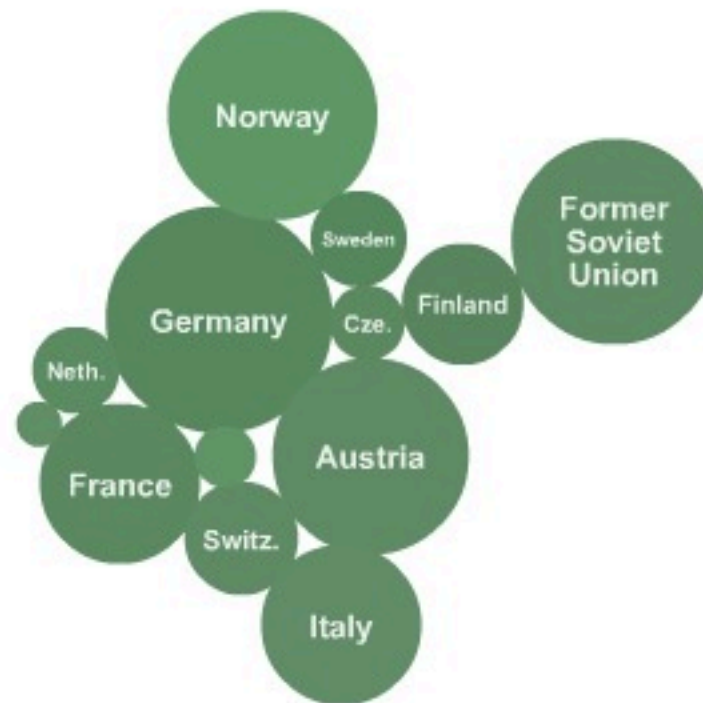 Norway
Former
Soviet
Union
Sweden
Finland
Germany
Cze.
Neth.
Austria
France
Switz.
Italy